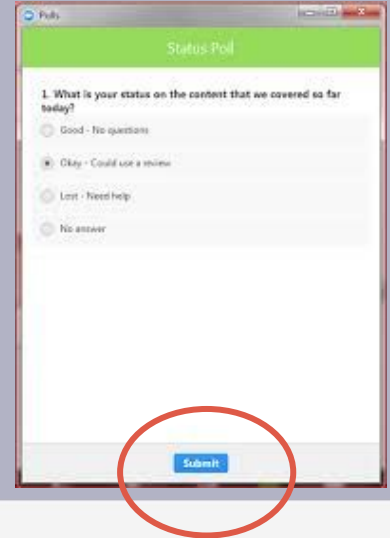 Polls
Status Poll
1. What is your status on the content that we covered so far
today?
Good - No questions
Okay - Could use a review
Lost - Need help
No answer
Submit